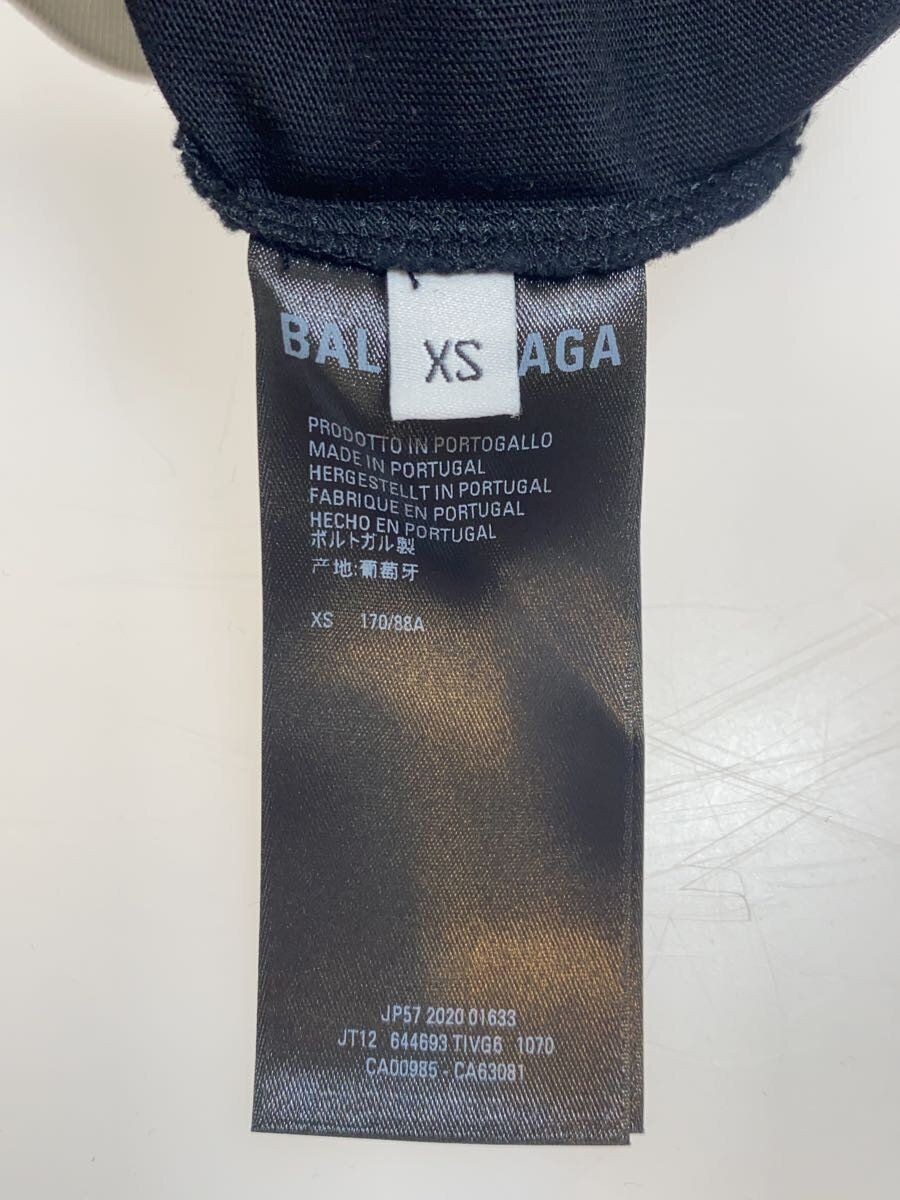 BAL AGA
XS
PRODOTTO IN PORTOGALLO
MADE IN PORTUGAL
HERGESTELLT IN PORTUGAL
FABRIQUE EN PORTUGAL
HECHO EN PORTUGAL
ポルトガル製
产地:葡萄牙
XS 170/88A
JP57 2020 01633
JT12 644693 TIVG6 1070
CA00985 - CA63081